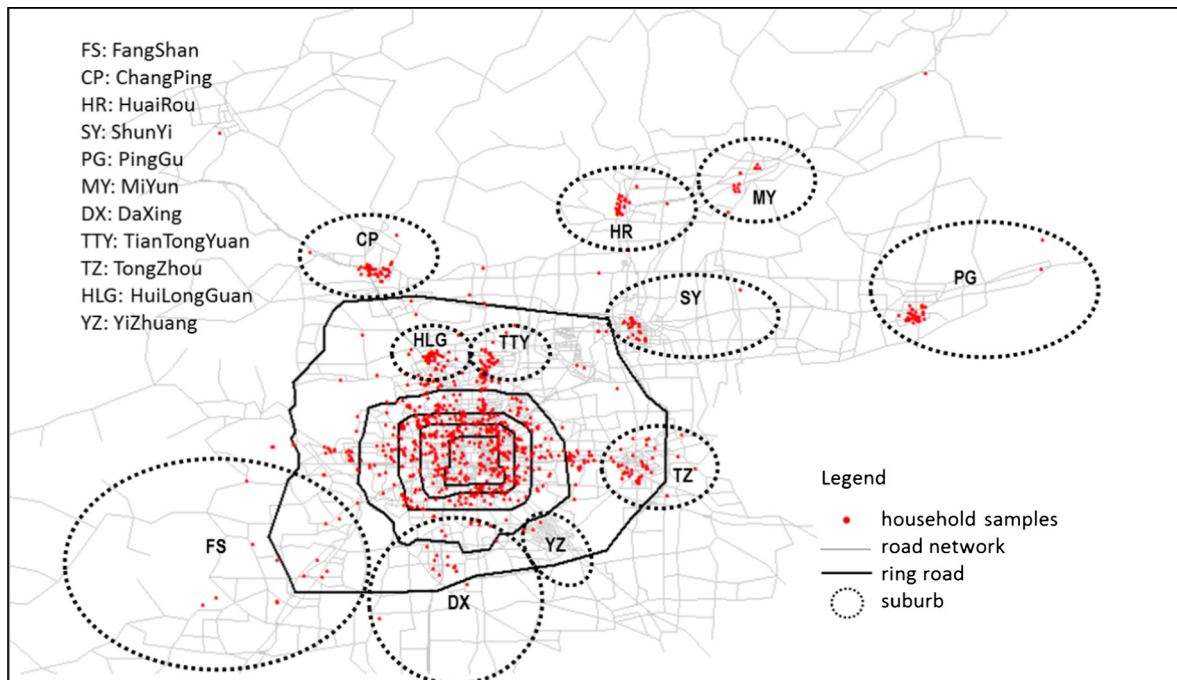 FS: FangShan
CP: ChangPing
HR: HuaiRou
SY: ShunYi
PG: PingGu
MY: MiYun
DX: DaXing
TTY: TianTongYuan
TZ: TongZhou
HLG: HuiLongGuan
YZ: YiZhuang
MY
HR
CP
PG
SY
HLG
TTY
TZ
FS
YZ
DX
Legend
household samples
road network
ring road
suburb